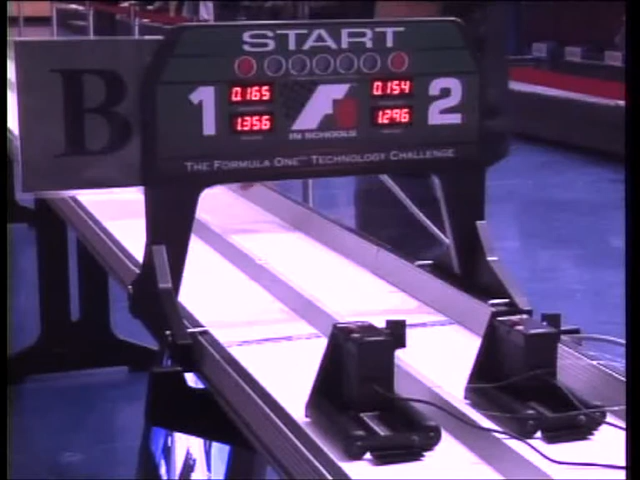 START
B
1 0.165 0.154 2
1.356 1.296
IN SCHOOLS
THE FORMULA ONE™ TECHNOLOGY CHALLENGE